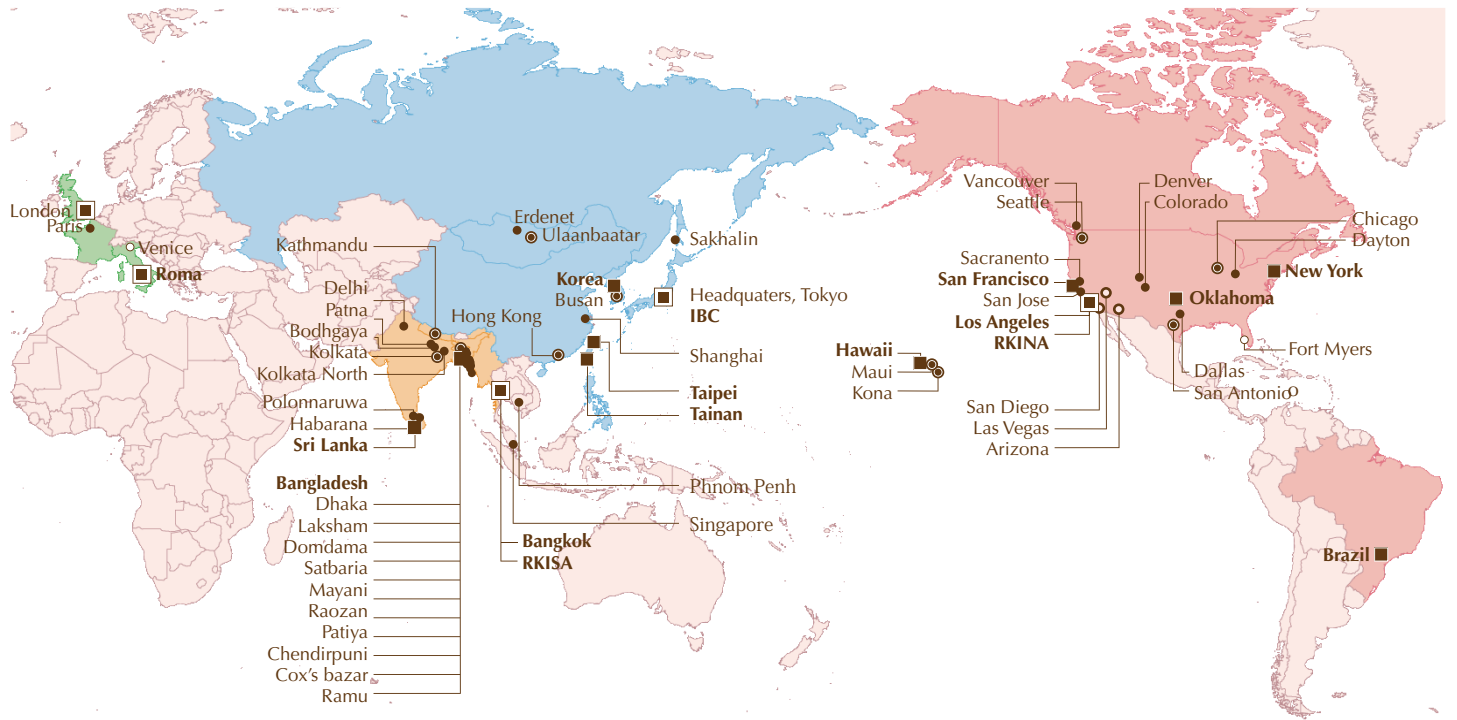 London
Paris
Venice
Roma
Kathmandu
Delhi
Patna
Bodhgaya
Kolkata
Kolkata North
Polonnaruwa
Habarana
Sri Lanka
Bangladesh
Dhaka
Laksham
Domdama
Satbaria
Mayani
Raozan
Patiya
Chendirpuni
Cox's bazar
Ramu
Erdenet
Ulaanbaatar
Sakhalin
Korea
Busan
Headquaters, Tokyo
IBC
Hong Kong
Shanghai
Taipei
Tainan
Phnom Penh
Singapore
Bangkok
RKISA
Hawaii
Maui
Kona
Vancouver
Seattle
Sacranento
San Francisco
San Jose
Los Angeles
RKINA
San Diego
Las Vegas
Arizona
Denver
Colorado
Chicago
Dayton
New York
Oklahoma
Fort Myers
Dallas
San Antonio
Brazil